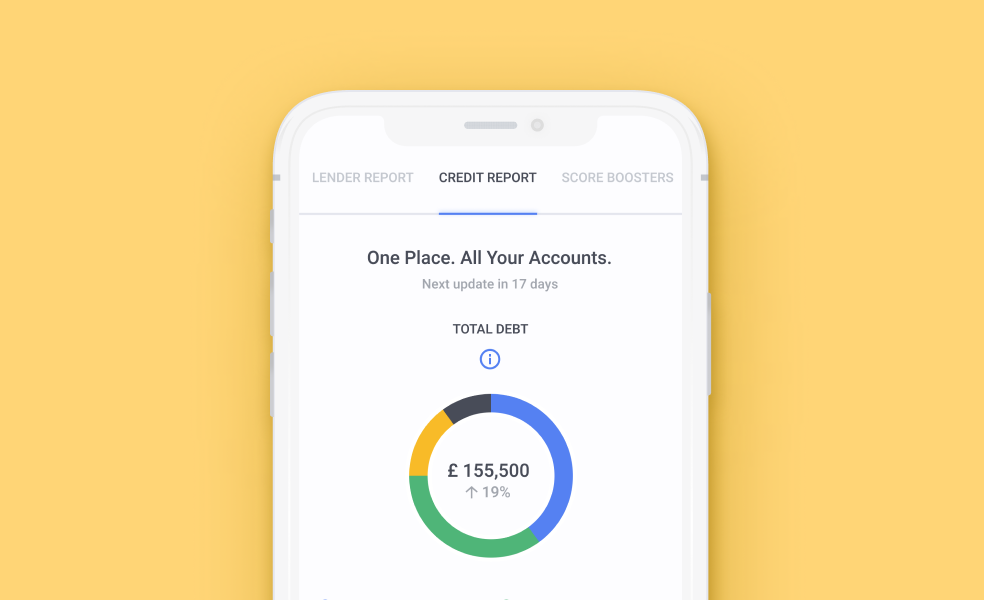 LENDER REPORT CREDIT REPORT SCORE BOOSTERS
One Place. All Your Accounts.
Next update in 17 days
TOTAL DEBT
£ 155,500
↑ 19%